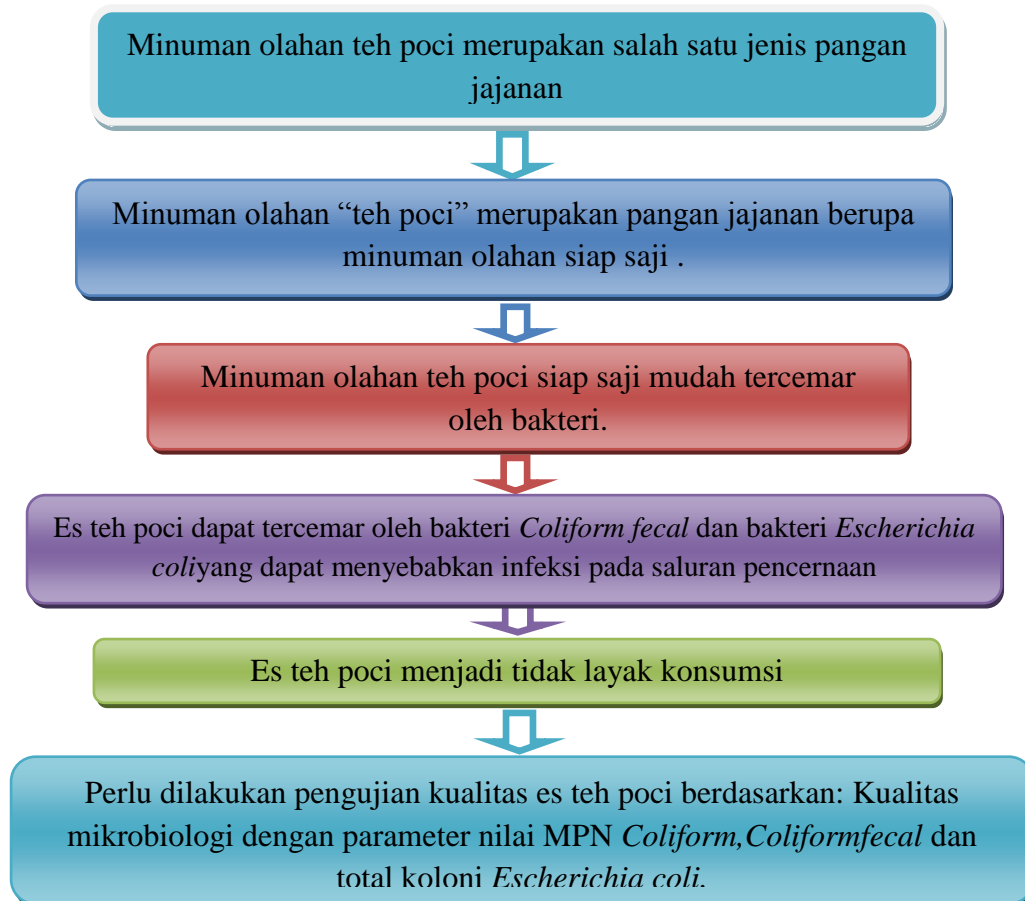 Minuman olahan teh poci merupakan salah satu jenis pangan
jajanan
Minuman olahan “teh poci” merupakan pangan jajanan berupa
minuman olahan siap saji .
Minuman olahan teh poci siap saji mudah tercemar
oleh bakteri.
Es teh poci dapat tercemar oleh bakteri Coliform fecal dan bakteri Escherichia
coliyang dapat menyebabkan infeksi pada saluran pencernaan
Es teh poci menjadi tidak layak konsumsi
Perlu dilakukan pengujian kualitas es teh poci berdasarkan: Kualitas
mikrobiologi dengan parameter nilai MPN Coliform,Coliformfecal dan
total koloni Escherichia coli.